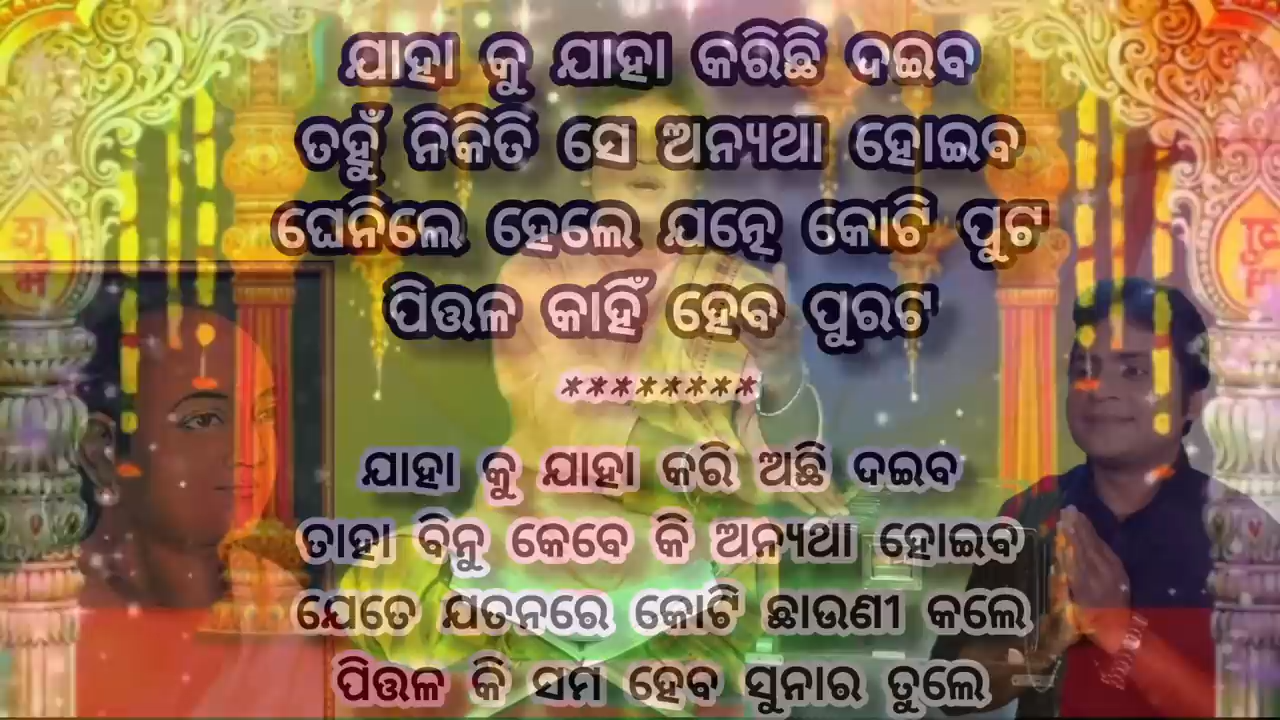 ଯାହା କୁ ଯାହା କରିଛି ଦଇବ
ତହୁଁ ନିକିତି ସେ ଅନ୍ୟଥା ହୋଇବ
ଘେନିଲେ ହେଲେ ଯତ୍ନେ କୋଟି ପୁଟ
ପିତ୍ତଳ କାହିଁ ହେବ ପୁରଟ
********
ଯାହା କୁ ଯାହା କରି ଅଛି ଦଇବ
ତାହା ବିନୁ କେବେ କି ଅନ୍ୟଥା ହୋଇବ
ଯେତେ ଯତନରେ କୋଟି ଛାଉଣୀ କଲେ
ପିତ୍ତଳ କି ସମ ହେବ ସୁନାର ତୁଲେ